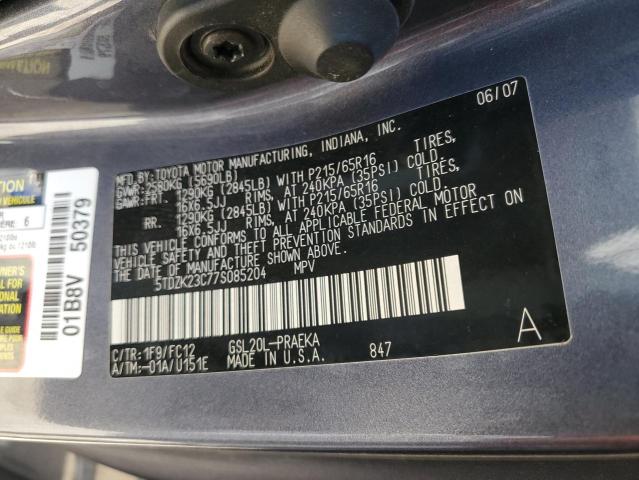 06/07
MFD.BY:TOYOTA MOTOR MANUFACTURING, INDIANA, INC.
GVWR:2580KG (5690LB)
GAWR:FRT. 1290KG (2845LB) WITH P215/65R16
16X6.5JJ RIMS, AT 240KPA (35PSI) COLD.
RR. 1290KG (2845LB) WITH P215/65R16
16X6.5JJ RIMS, AT 240KPA (35PSI) COLD.
THIS VEHICLE CONFORMS TO ALL APPLICABLE FEDERAL MOTOR
VEHICLE SAFETY AND THEFT PREVENTION STANDARDS IN EFFECT ON
THE DATE OF MANUFACTURE SHOWN ABOVE.
5TDZK23C77S085204 MPV
C/TR:1F9/FC12 GSL20L-PRAEKA A
A/TM:-01A/U151E MADE IN U.S.A. 847
01B8V 50379
6